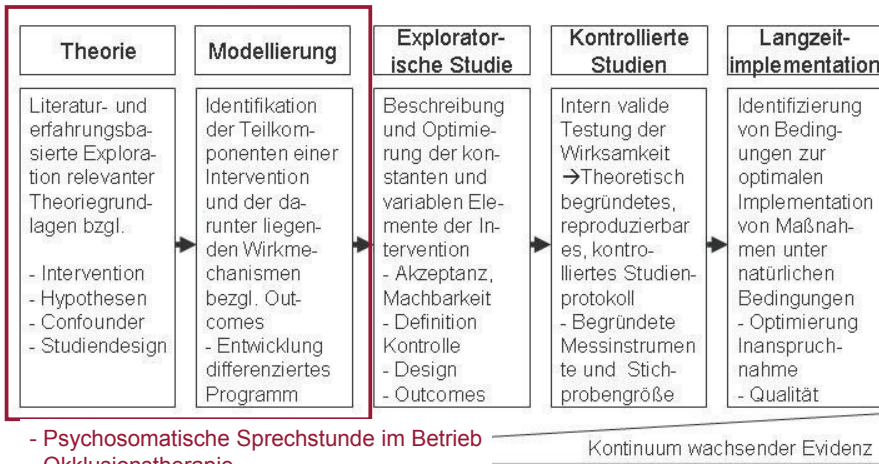 Theorie
Literatur- und
erfahrungsba-
sierte Explora-
tion relevanter
Theoriegrund-
lagen bzgl.
- Intervention
- Hypothesen
- Confounder
- Studiendesign
Modellierung
Identifikation
der Teilkom-
ponenten einer
Intervention
und der da-
runter liegen-
den Wirkme-
chanismen
bezgl. Out-
comes
- Entwicklung
differenziertes
Programm
Explorator-
ische Studie
Beschreibung
und Optimie-
rung der kon-
stanten und
variablen Ele-
mente der In-
tervention
- Akzeptanz,
Machbarkeit
- Definition
Kontrolle
- Design
- Outcomes
Kontrollierte
Studien
Intern valide
Testung der
Wirksamkeit
→Theoretisch
begründetes,
reproduzierbar
es, kontro-
lliertes Studien-
protokoll
- Begründete
Messinstrumen
te und Stich-
probengröße
Langzeit-
implementation
Identifizierung
von Beding-
ungen zur
optimalen
Implementation
von Maßnah-
men unter
natürlichen
Bedingungen
- Optimierung
Inanspruch-
nahme
- Qualität
- Psychosomatische Sprechstunde im Betrieb
Okklusionstherapie
Kontinuum wachsender Evidenz